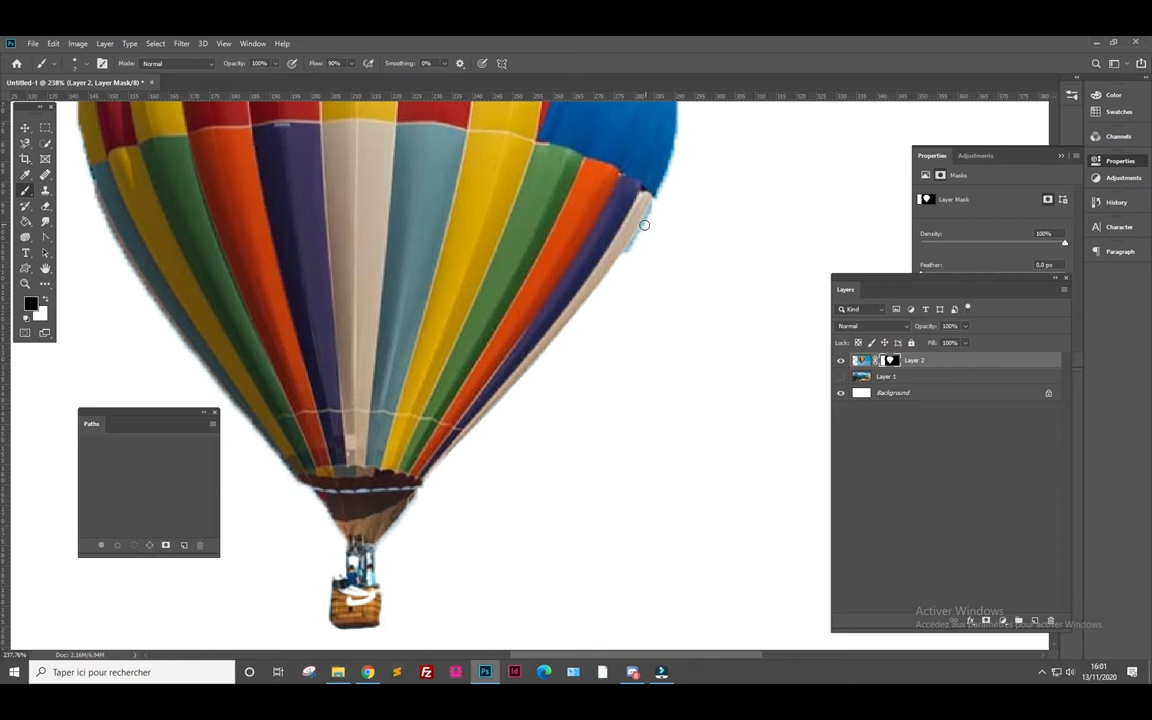 Ps File Edit Image Layer Type Select Filter 3D View Window Help
7 Mode: Normal Opacity: 100% Flow: 90% Smoothing: 0%
Untitled-1 @ 238% (Layer 2, Layer Mask/8) * ×
Color
Swatches
Channels
Properties
Adjustments
History
Character
Paragraph
Properties Adjustments
Masks
Layer Mask
Density: 100%
Feather: 0.0 px
Layers
Kind
Normal Opacity: 100%
Lock: Fill: 100%
Layer 2
Layer 1
Background
Paths
Activer Windows
Accédez aux paramètres pour activer Windows.
237,76% Doc: 2,16M/6,94M
Taper ici pour rechercher
16:01
13/11/2020